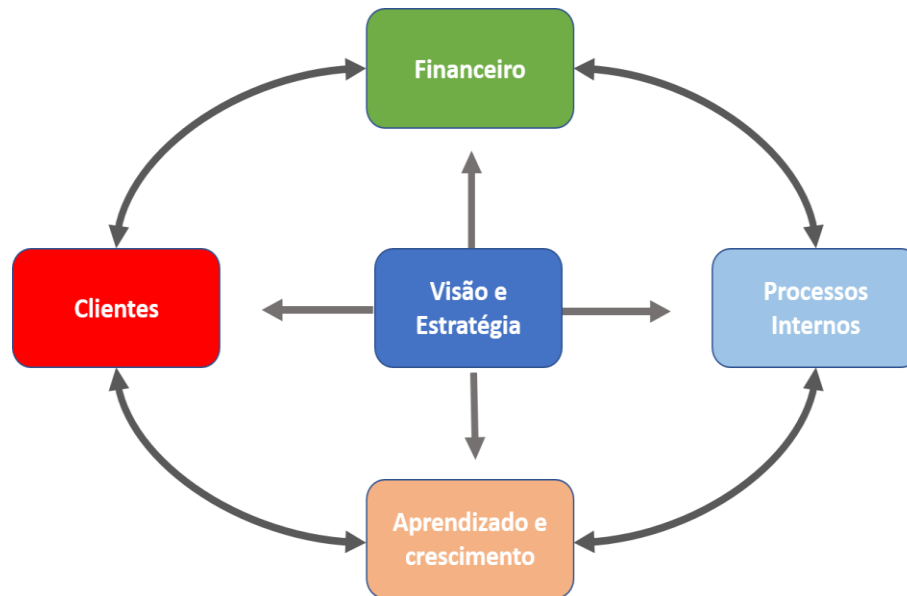 Financeiro
Clientes
Visão e
Estratégia
Processos
Internos
Aprendizado e
crescimento